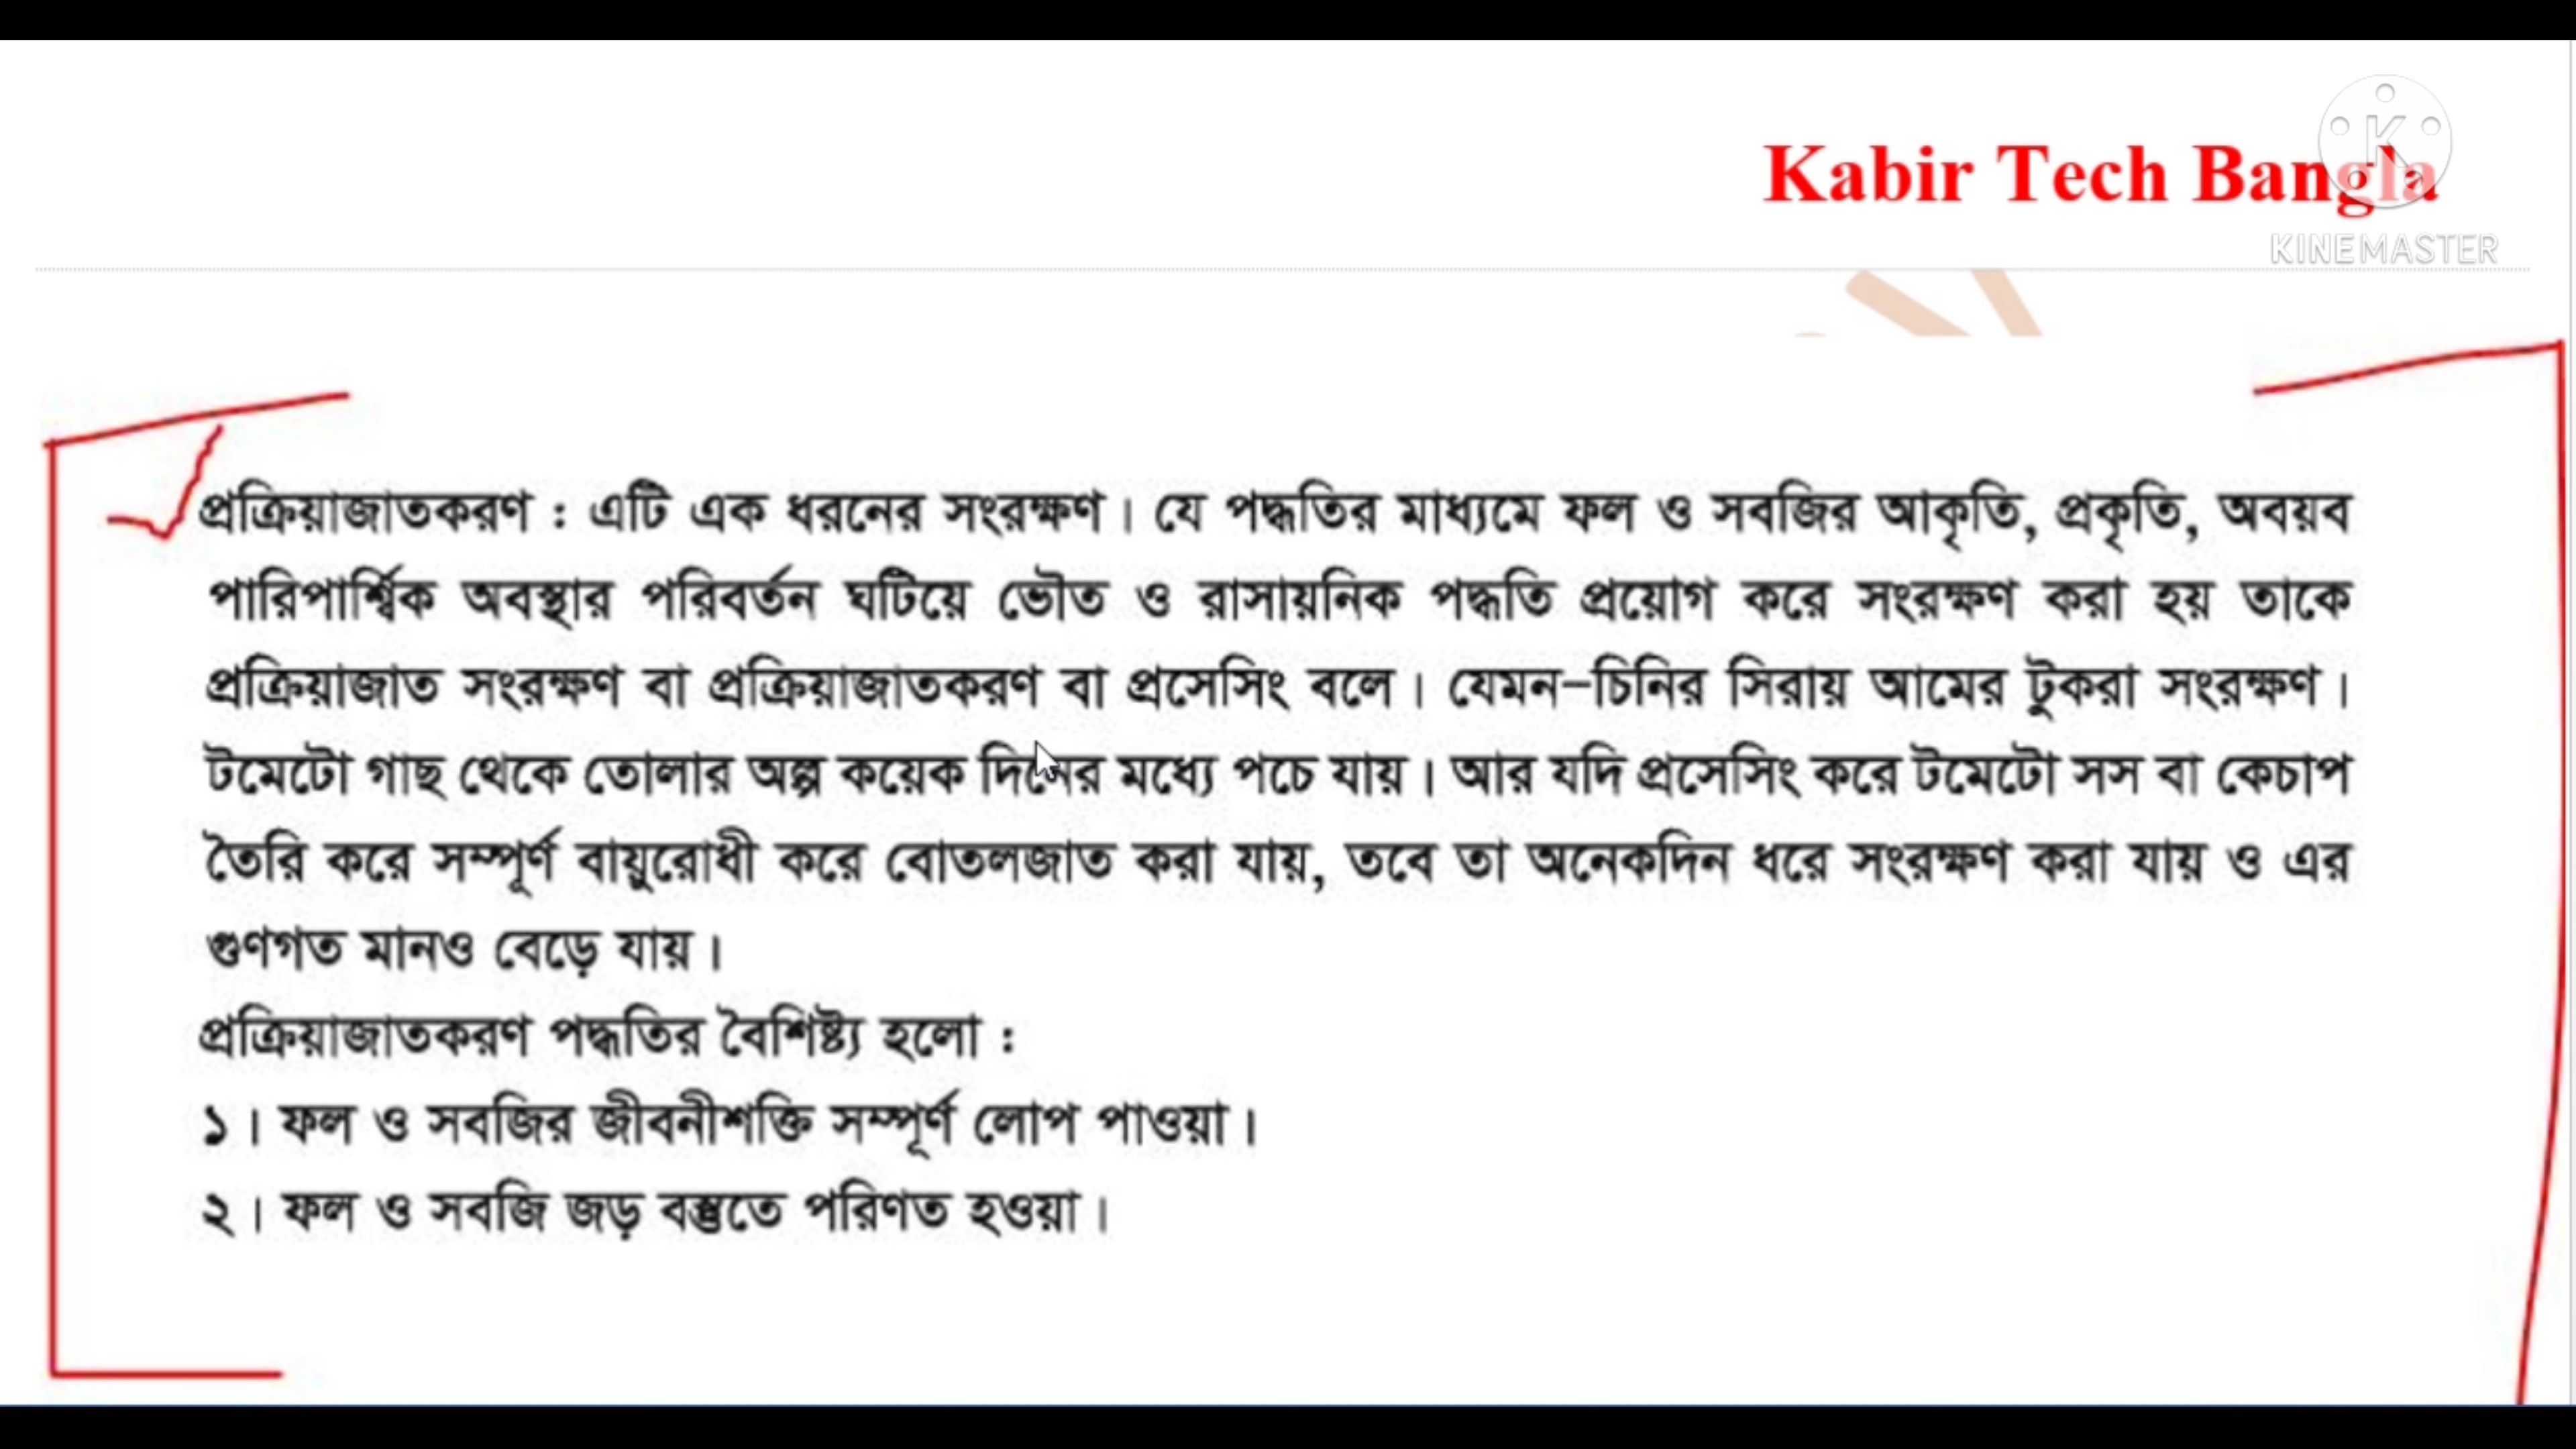 Kabir Tech Bangla
KINEMASTER
প্রক্রিয়াজাতকরণ : এটি এক ধরনের সংরক্ষণ। যে পদ্ধতির মাধ্যমে ফল ও সবজির আকৃতি, প্রকৃতি, অবয়ব
পারিপার্শ্বিক অবস্থার পরিবর্তন ঘটিয়ে ভৌত ও রাসায়নিক পদ্ধতি প্রয়োগ করে সংরক্ষণ করা হয় তাকে
প্রক্রিয়াজাত সংরক্ষণ বা প্রক্রিয়াজাতকরণ বা প্রসেসিং বলে। যেমন–চিনির সিরায় আমের টুকরা সংরক্ষণ।
টমেটো গাছ থেকে তোলার অল্প কয়েক দিনের মধ্যে পচে যায়। আর যদি প্রসেসিং করে টমেটো সস বা কেচাপ
তৈরি করে সম্পূর্ণ বায়ুরোধী করে বোতলজাত করা যায়, তবে তা অনেকদিন ধরে সংরক্ষণ করা যায় ও এর
গুণগত মানও বেড়ে যায়।
প্রক্রিয়াজাতকরণ পদ্ধতির বৈশিষ্ট্য হলো :
১। ফল ও সবজির জীবনীশক্তি সম্পূর্ণ লোপ পাওয়া।
২। ফল ও সবজি জড় বস্তুতে পরিণত হওয়া।